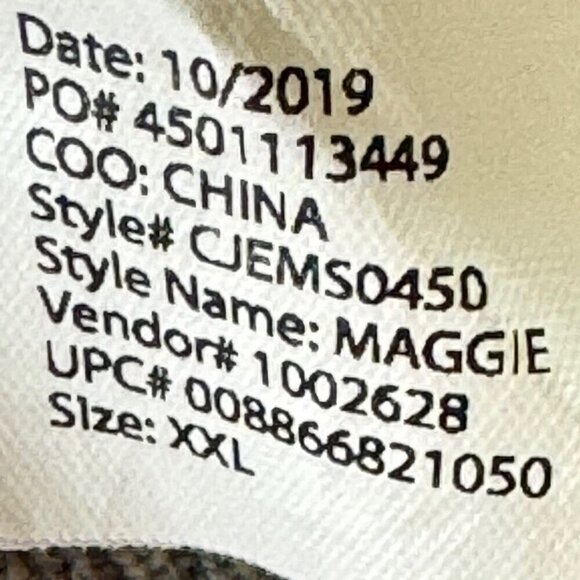 Date: 10/2019
PO# 4501113449
COO: CHINA
Style# CJEMS0450
Style Name: MAGGIE
Vendor# 1002628
UPC# 008866821050
SIze: XXL